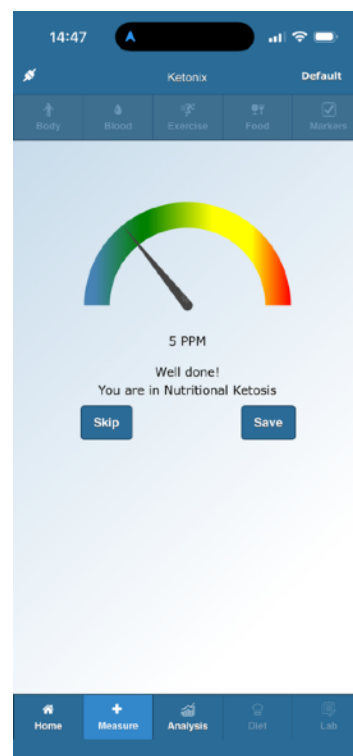 14:47
Ketonix
Default
Body
Blood
Exercise
Food
Markers
5 PPM
Well done!
You are in Nutritional Ketosis
Skip
Save
Home
Measure
Analysis
Diet
Lab